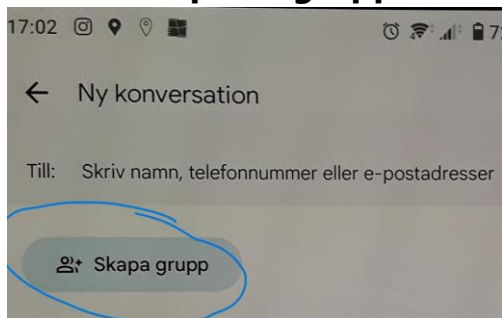 17:02
Ny konversation
Till: Skriv namn, telefonnummer eller e-postadresser
Skapa grupp